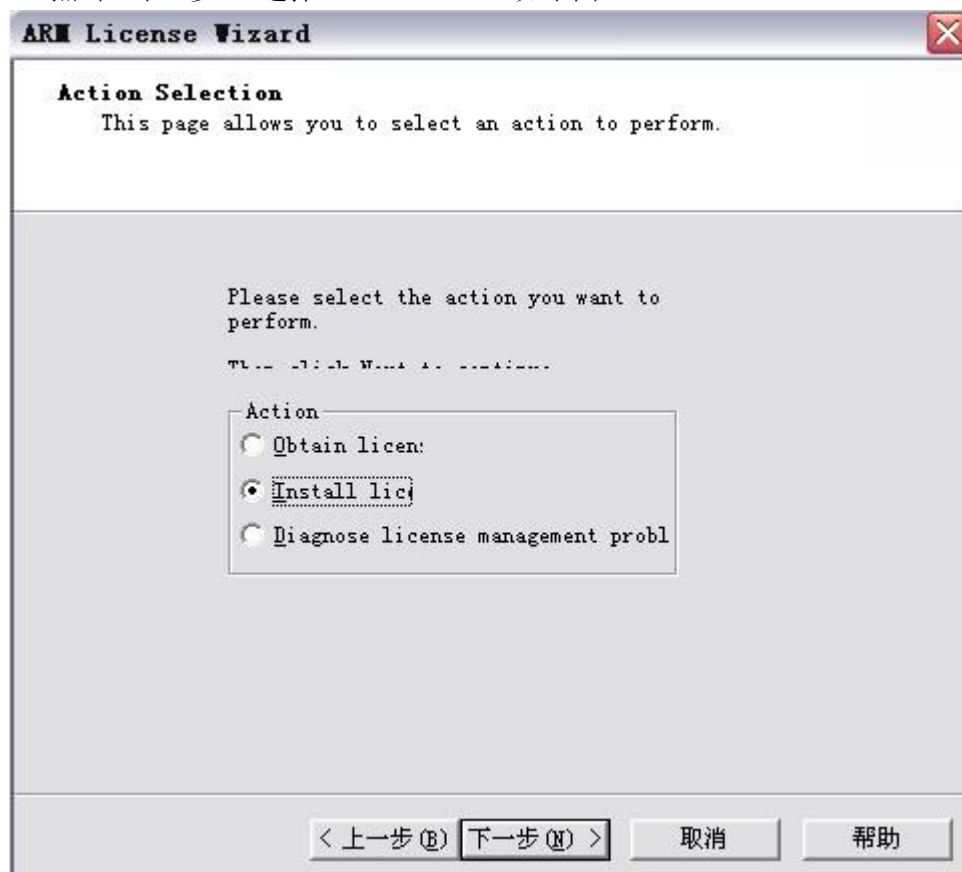 ARM License Wizard
Action Selection
This page allows you to select an action to perform.
Please select the action you want to
perform.
Action
Obtain licen
Install lic
Diagnose license management probl
< 上一步(B) 下一步(N) > 取消 帮助